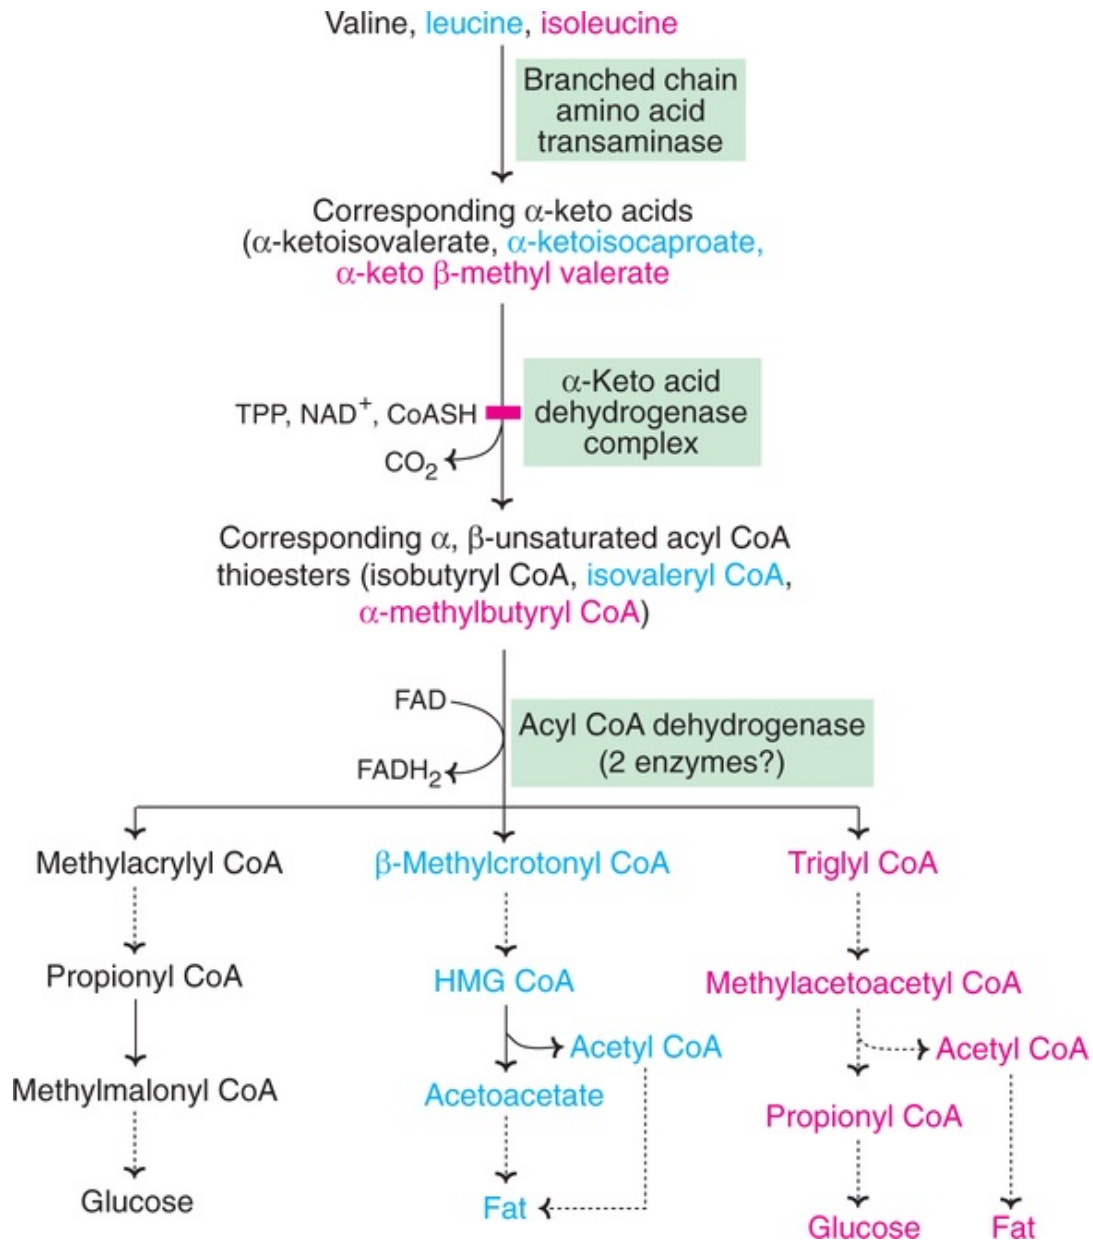 Valine, leucine, isoleucine
Branched chain
amino acid
transaminase
Corresponding α-keto acids
(α-ketoisovalerate, α-ketoisocaproate,
α-keto β-methyl valerate
α-Keto acid
dehydrogenase
complex
TPP, NAD⁺, CoASH
CO₂
Corresponding α, β-unsaturated acyl CoA
thioesters (isobutyryl CoA, isovaleryl CoA,
α-methylbutyryl CoA)
FAD
Acyl CoA dehydrogenase
(2 enzymes?)
FADH₂
Methylacrylyl CoA
β-Methylcrotonyl CoA
Triglyl CoA
Propionyl CoA
HMG CoA
Methylacetoacetyl CoA
Acetyl CoA
Acetyl CoA
Methylmalonyl CoA
Acetoacetate
Propionyl CoA
Glucose
Fat
Glucose
Fat